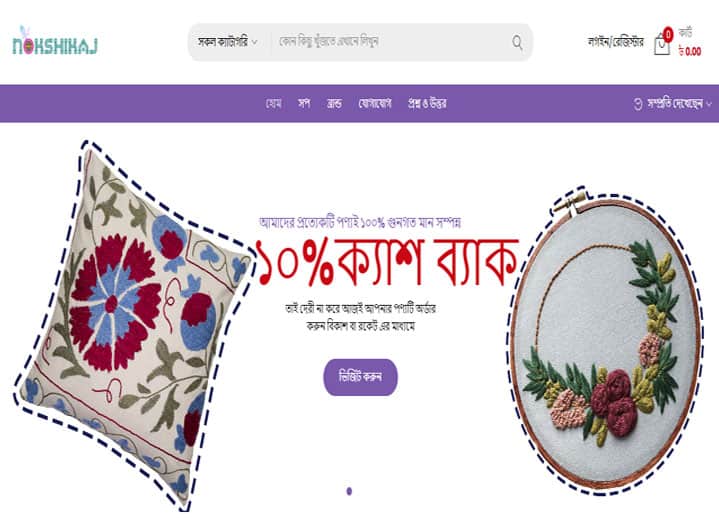 NOKSHIKAJ
সকল ক্যাটাগরি
কোন কিছু খুঁজতে এখানে লিখুন
লগইন/রেজিস্টার
0
কার্ট
৳ 0.00
হোম
সপ
ব্রান্ড
যোগাযোগ
প্রশ্ন ও উত্তর
সম্প্রতি দেখেছেন
আমাদের প্রত্যেকটি পণ্যই ১০০% গুনগত মান সম্পন্ন
১০%ক্যাশ ব্যাক
তাই দেরী না করে আজই আপনার পণ্যটি অর্ডার
করুন বিকাশ বা রকেট এর মাধ্যমে
ভিজিট করুন